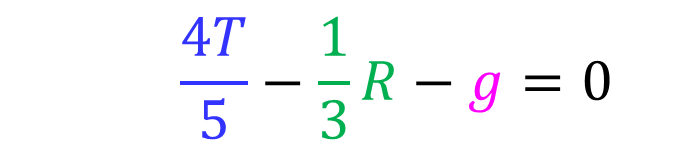 4T/5 − 1/3 R − g = 0